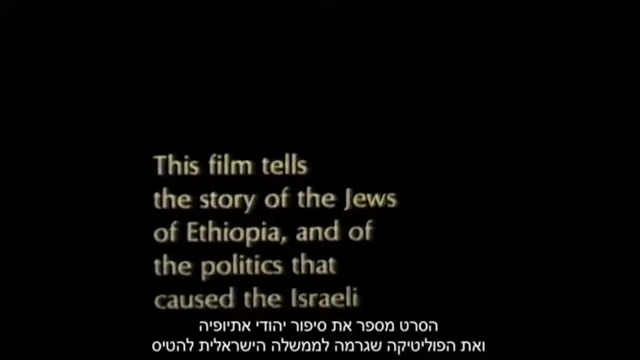 This film tells
the story of the Jews
of Ethiopia, and of
the politics that
caused the Israeli
הסרט מספר את סיפור יהודי אתיופיה
ואת הפוליטיקה שגרמה לממשלה הישראלית להטיס